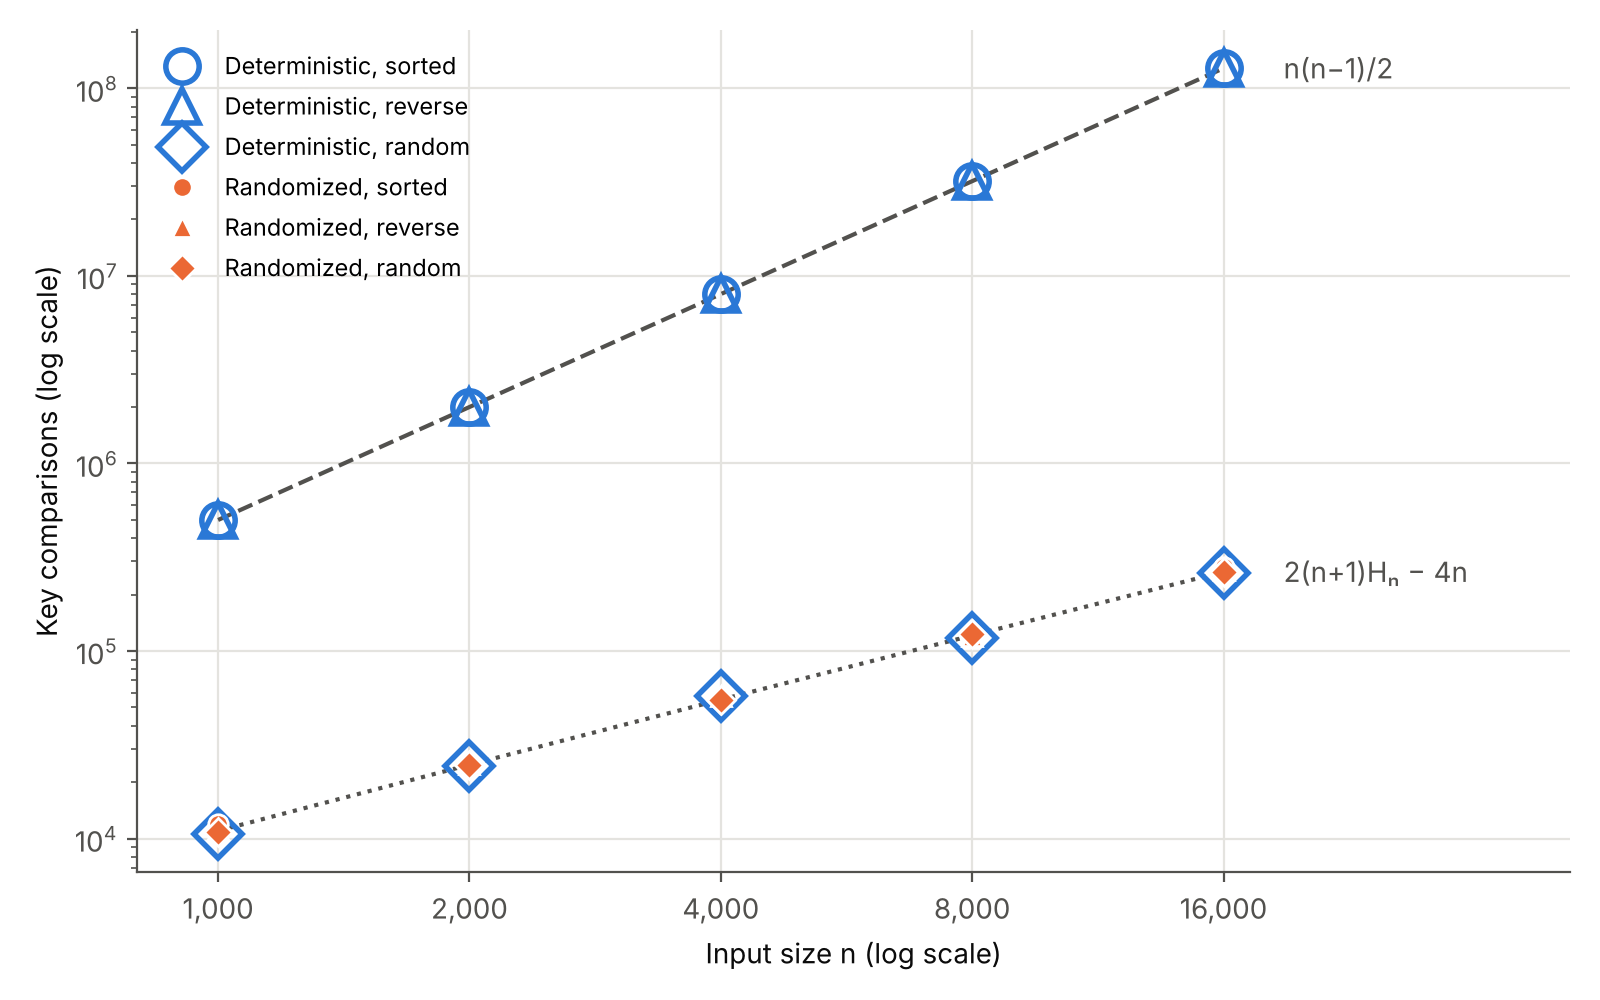 Deterministic, sorted
Deterministic, reverse
Deterministic, random
Randomized, sorted
Randomized, reverse
Randomized, random
n(n−1)/2
2(n+1)Hₙ − 4n
Key comparisons (log scale)
10⁸
10⁷
10⁶
10⁵
10⁴
1,000 2,000 4,000 8,000 16,000
Input size n (log scale)